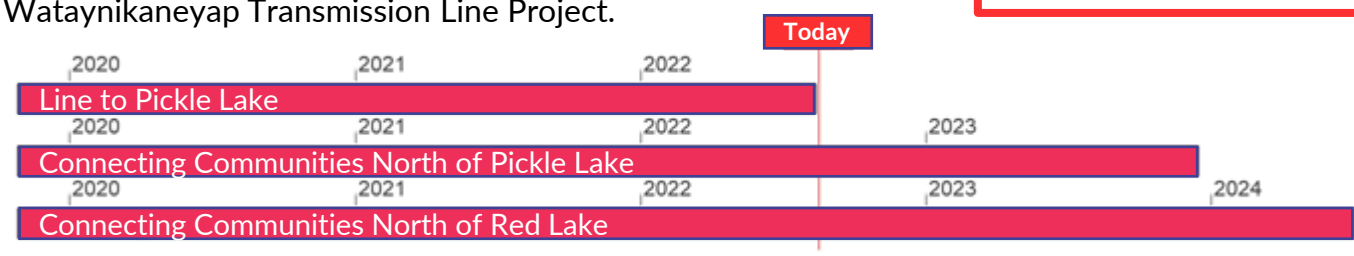 Wataynikaneyap Transmission Line Project.
Today
2020 2021 2022
Line to Pickle Lake
2020 2021 2022 2023
Connecting Communities North of Pickle Lake
2020 2021 2022 2023 2024
Connecting Communities North of Red Lake